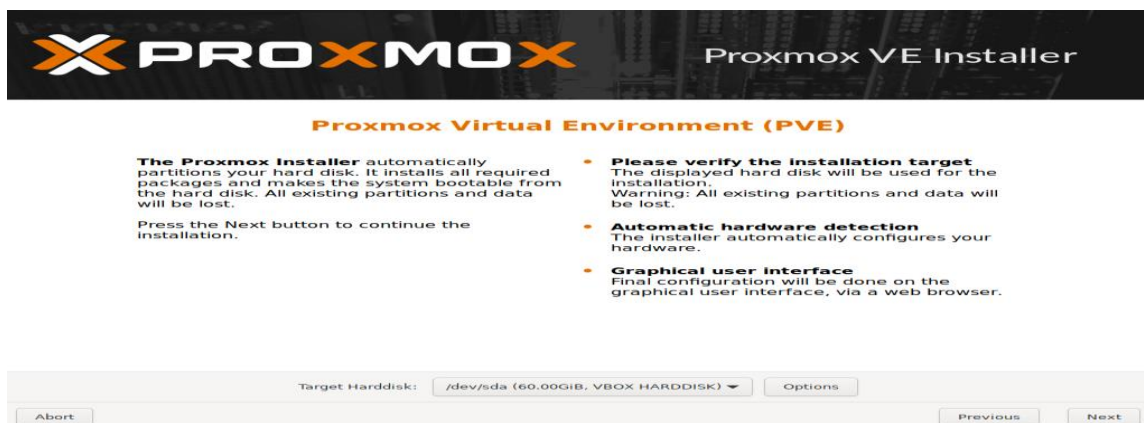 PROXMOX
Proxmox VE Installer
Proxmox Virtual Environment (PVE)
The Proxmox Installer automatically
partitions your hard disk. It installs all required
packages and makes the system bootable from
the hard disk. All existing partitions and data
will be lost.
Press the Next button to continue the
installation.
• Please verify the installation target
The displayed hard disk will be used for the
installation.
Warning: All existing partitions and data will
be lost.
• Automatic hardware detection
The installer automatically configures your
hardware.
• Graphical user interface
Final configuration will be done on the
graphical user interface, via a web browser.
Target Harddisk: /dev/sda (60.00GiB, VBOX HARDDISK) Options
Abort Previous Next